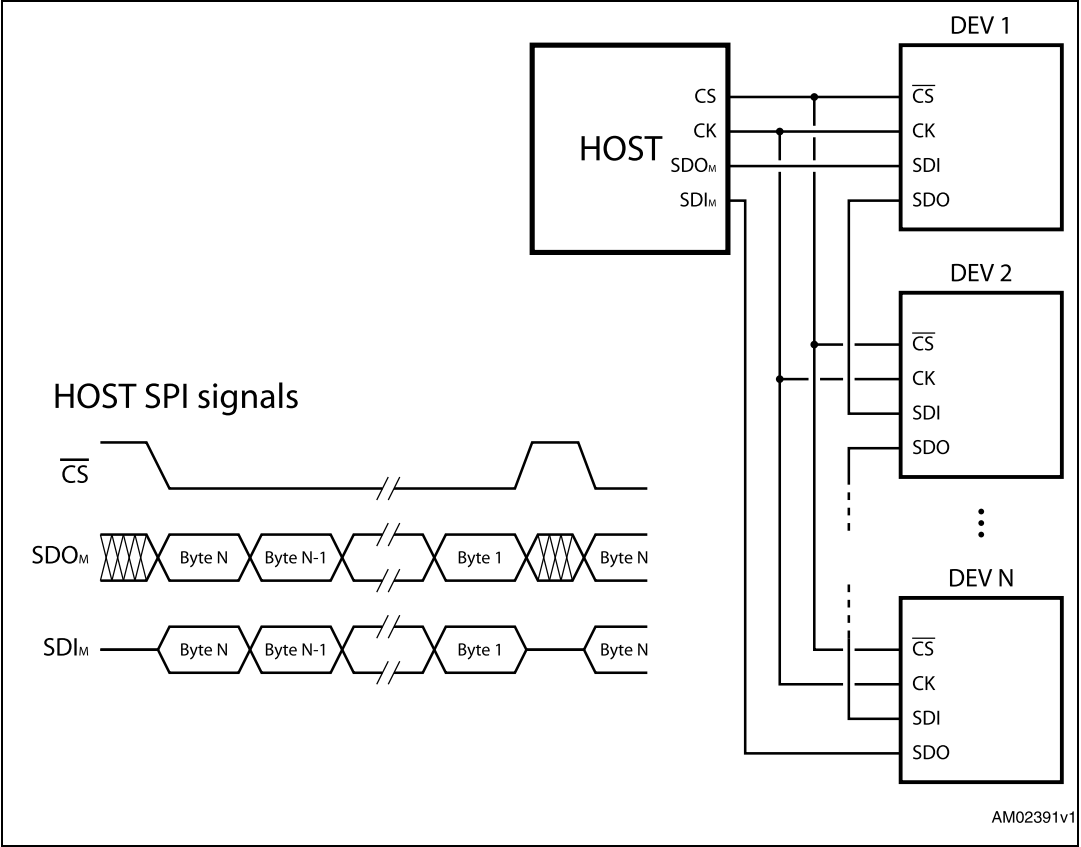 DEV 1
HOST
CS
CK
SDOM
SDIM
CS
CK
SDI
SDO
DEV 2
CS
CK
SDI
SDO
HOST SPI signals
CS
SDOM
Byte N
Byte N-1
Byte 1
Byte N
SDIM
Byte N
Byte N-1
Byte 1
Byte N
DEV N
CS
CK
SDI
SDO
AM02391v1